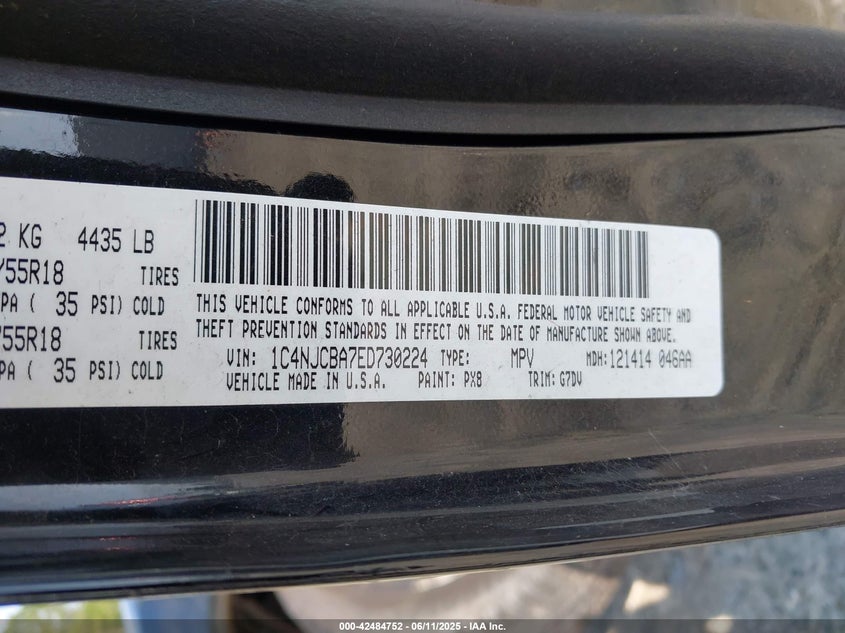 2 KG 4435 LB
/55R18 TIRES
PA ( 35 PSI) COLD
/55R18 TIRES
PA ( 35 PSI) COLD
THIS VEHICLE CONFORMS TO ALL APPLICABLE U.S.A. FEDERAL MOTOR VEHICLE SAFETY AND
THEFT PREVENTION STANDARDS IN EFFECT ON THE DATE OF MANUFACTURE SHOWN ABOVE.
VIN: 1C4NJCBA7ED730224 TYPE: MPV MDH:121414 046AA
VEHICLE MADE IN U.S.A. PAINT: PX8 TRIM: G7DV
000-42484752 - 06/11/2025 - IAA Inc.